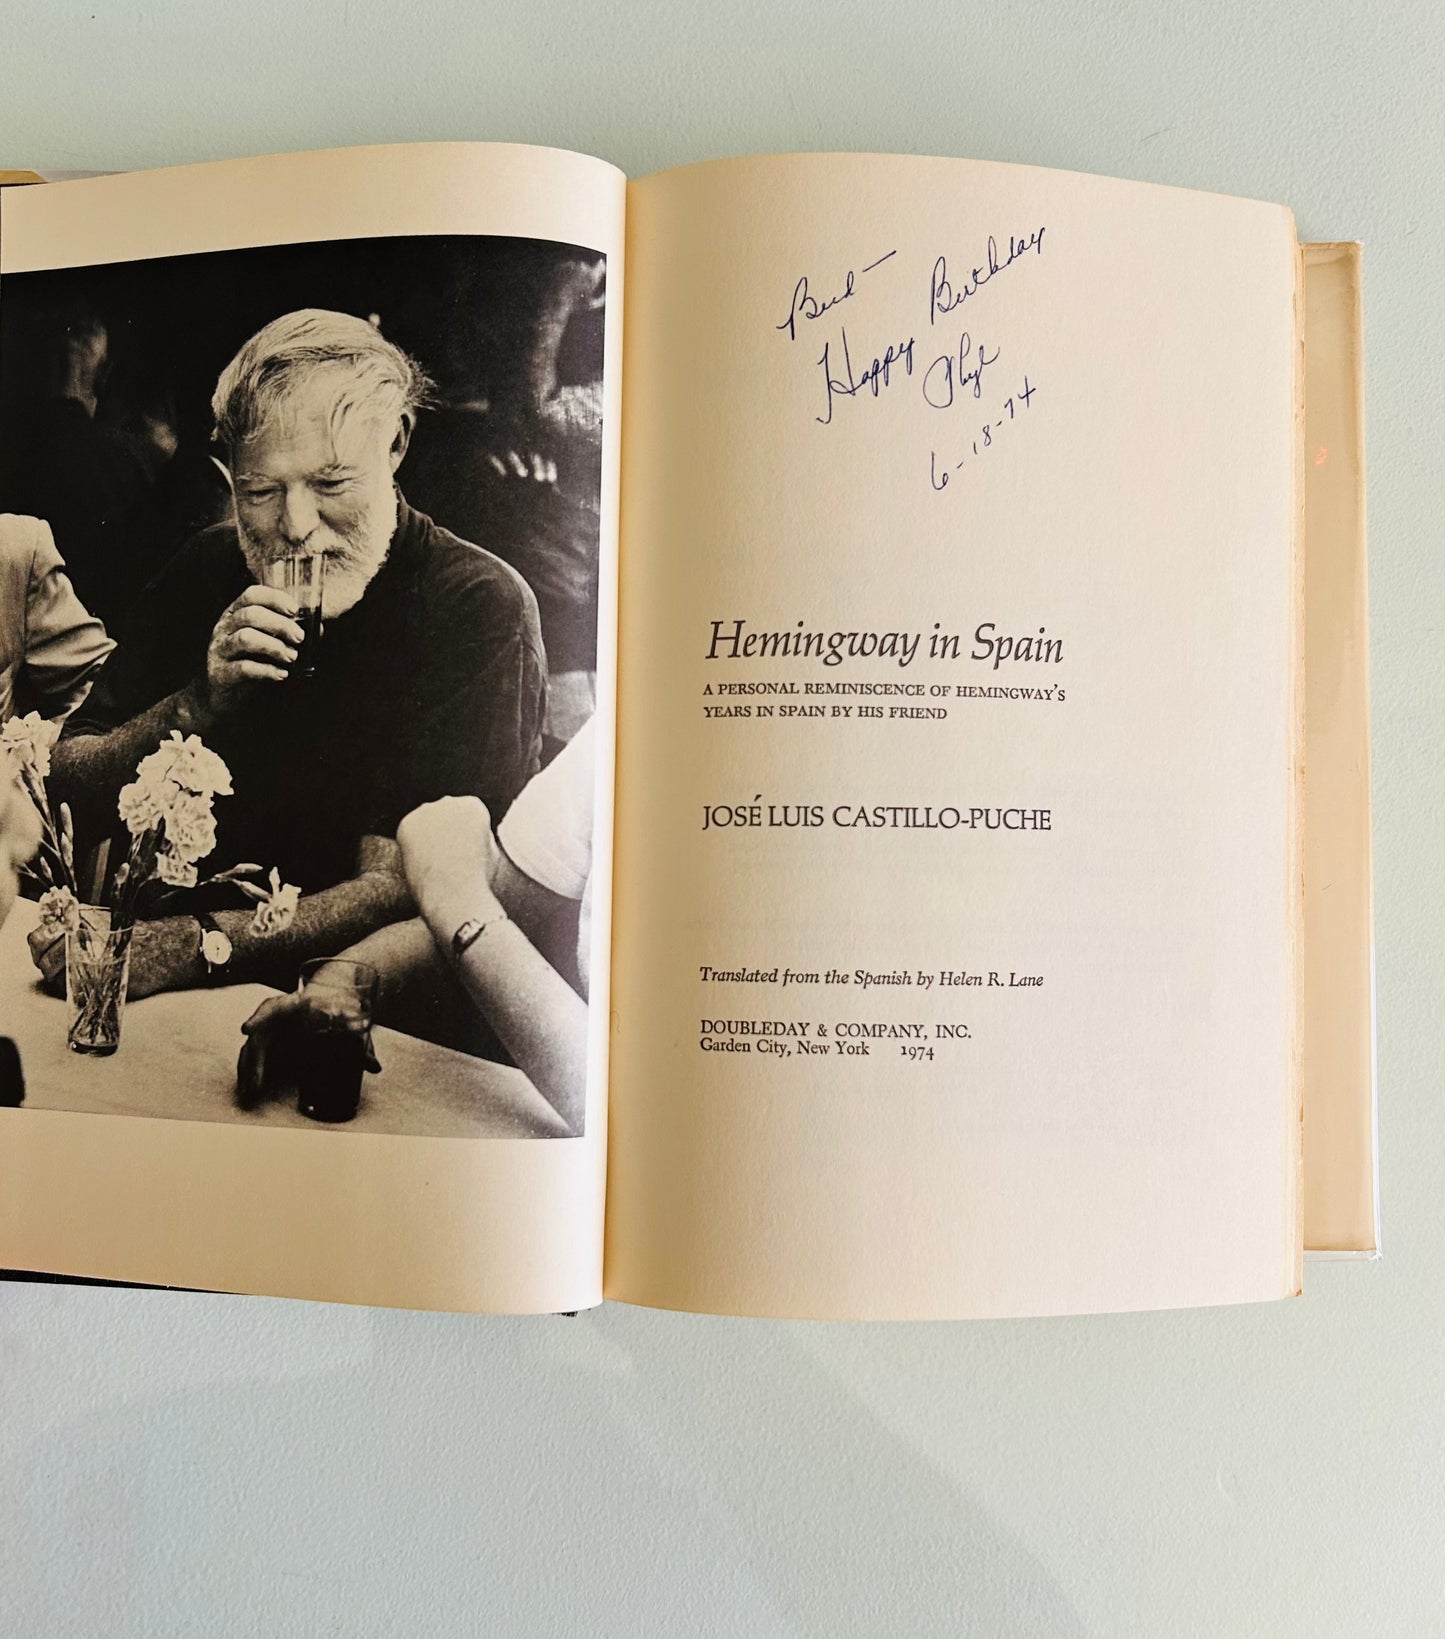 Bud —
Happy Birthday
Phyl
6-18-74
Hemingway in Spain
A PERSONAL REMINISCENCE OF HEMINGWAY'S
YEARS IN SPAIN BY HIS FRIEND
JOSÉ LUIS CASTILLO-PUCHE
Translated from the Spanish by Helen R. Lane
DOUBLEDAY & COMPANY, INC.
Garden City, New York 1974